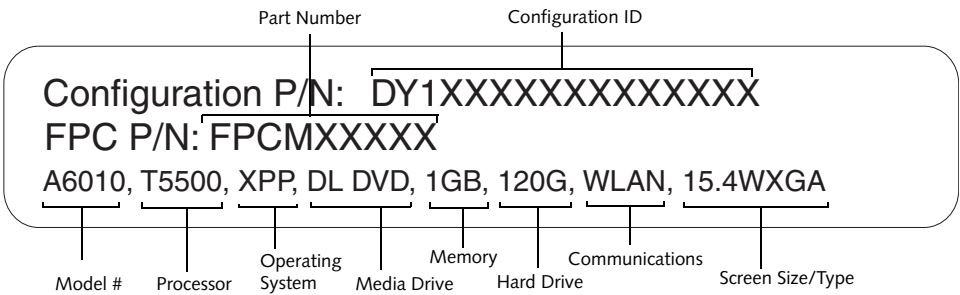 Part Number
Configuration ID
Configuration P/N: DY1XXXXXXXXXXXXX
FPC P/N: FPCMXXXXX
A6010, T5500, XPP, DL DVD, 1GB, 120G, WLAN, 15.4WXGA
Model #
Processor
Operating
System
Media Drive
Memory
Hard Drive
Communications
Screen Size/Type